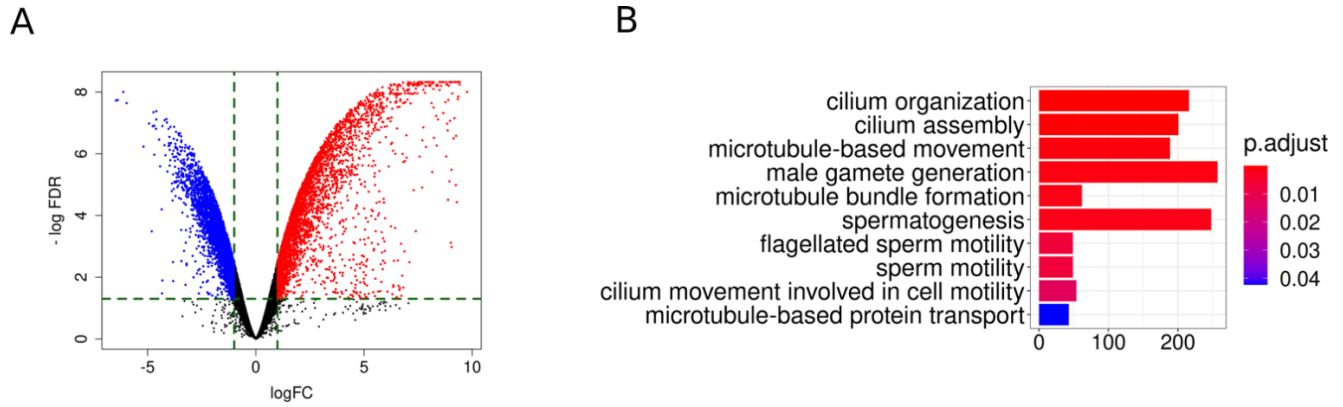 A
B
8
6
4
2
0
- log FDR
-5
0
5
10
logFC
cilium organization
cilium assembly
microtubule-based movement
male gamete generation
microtubule bundle formation
spermatogenesis
flagellated sperm motility
sperm motility
cilium movement involved in cell motility
microtubule-based protein transport
0
100
200
p.adjust
0.01
0.02
0.03
0.04